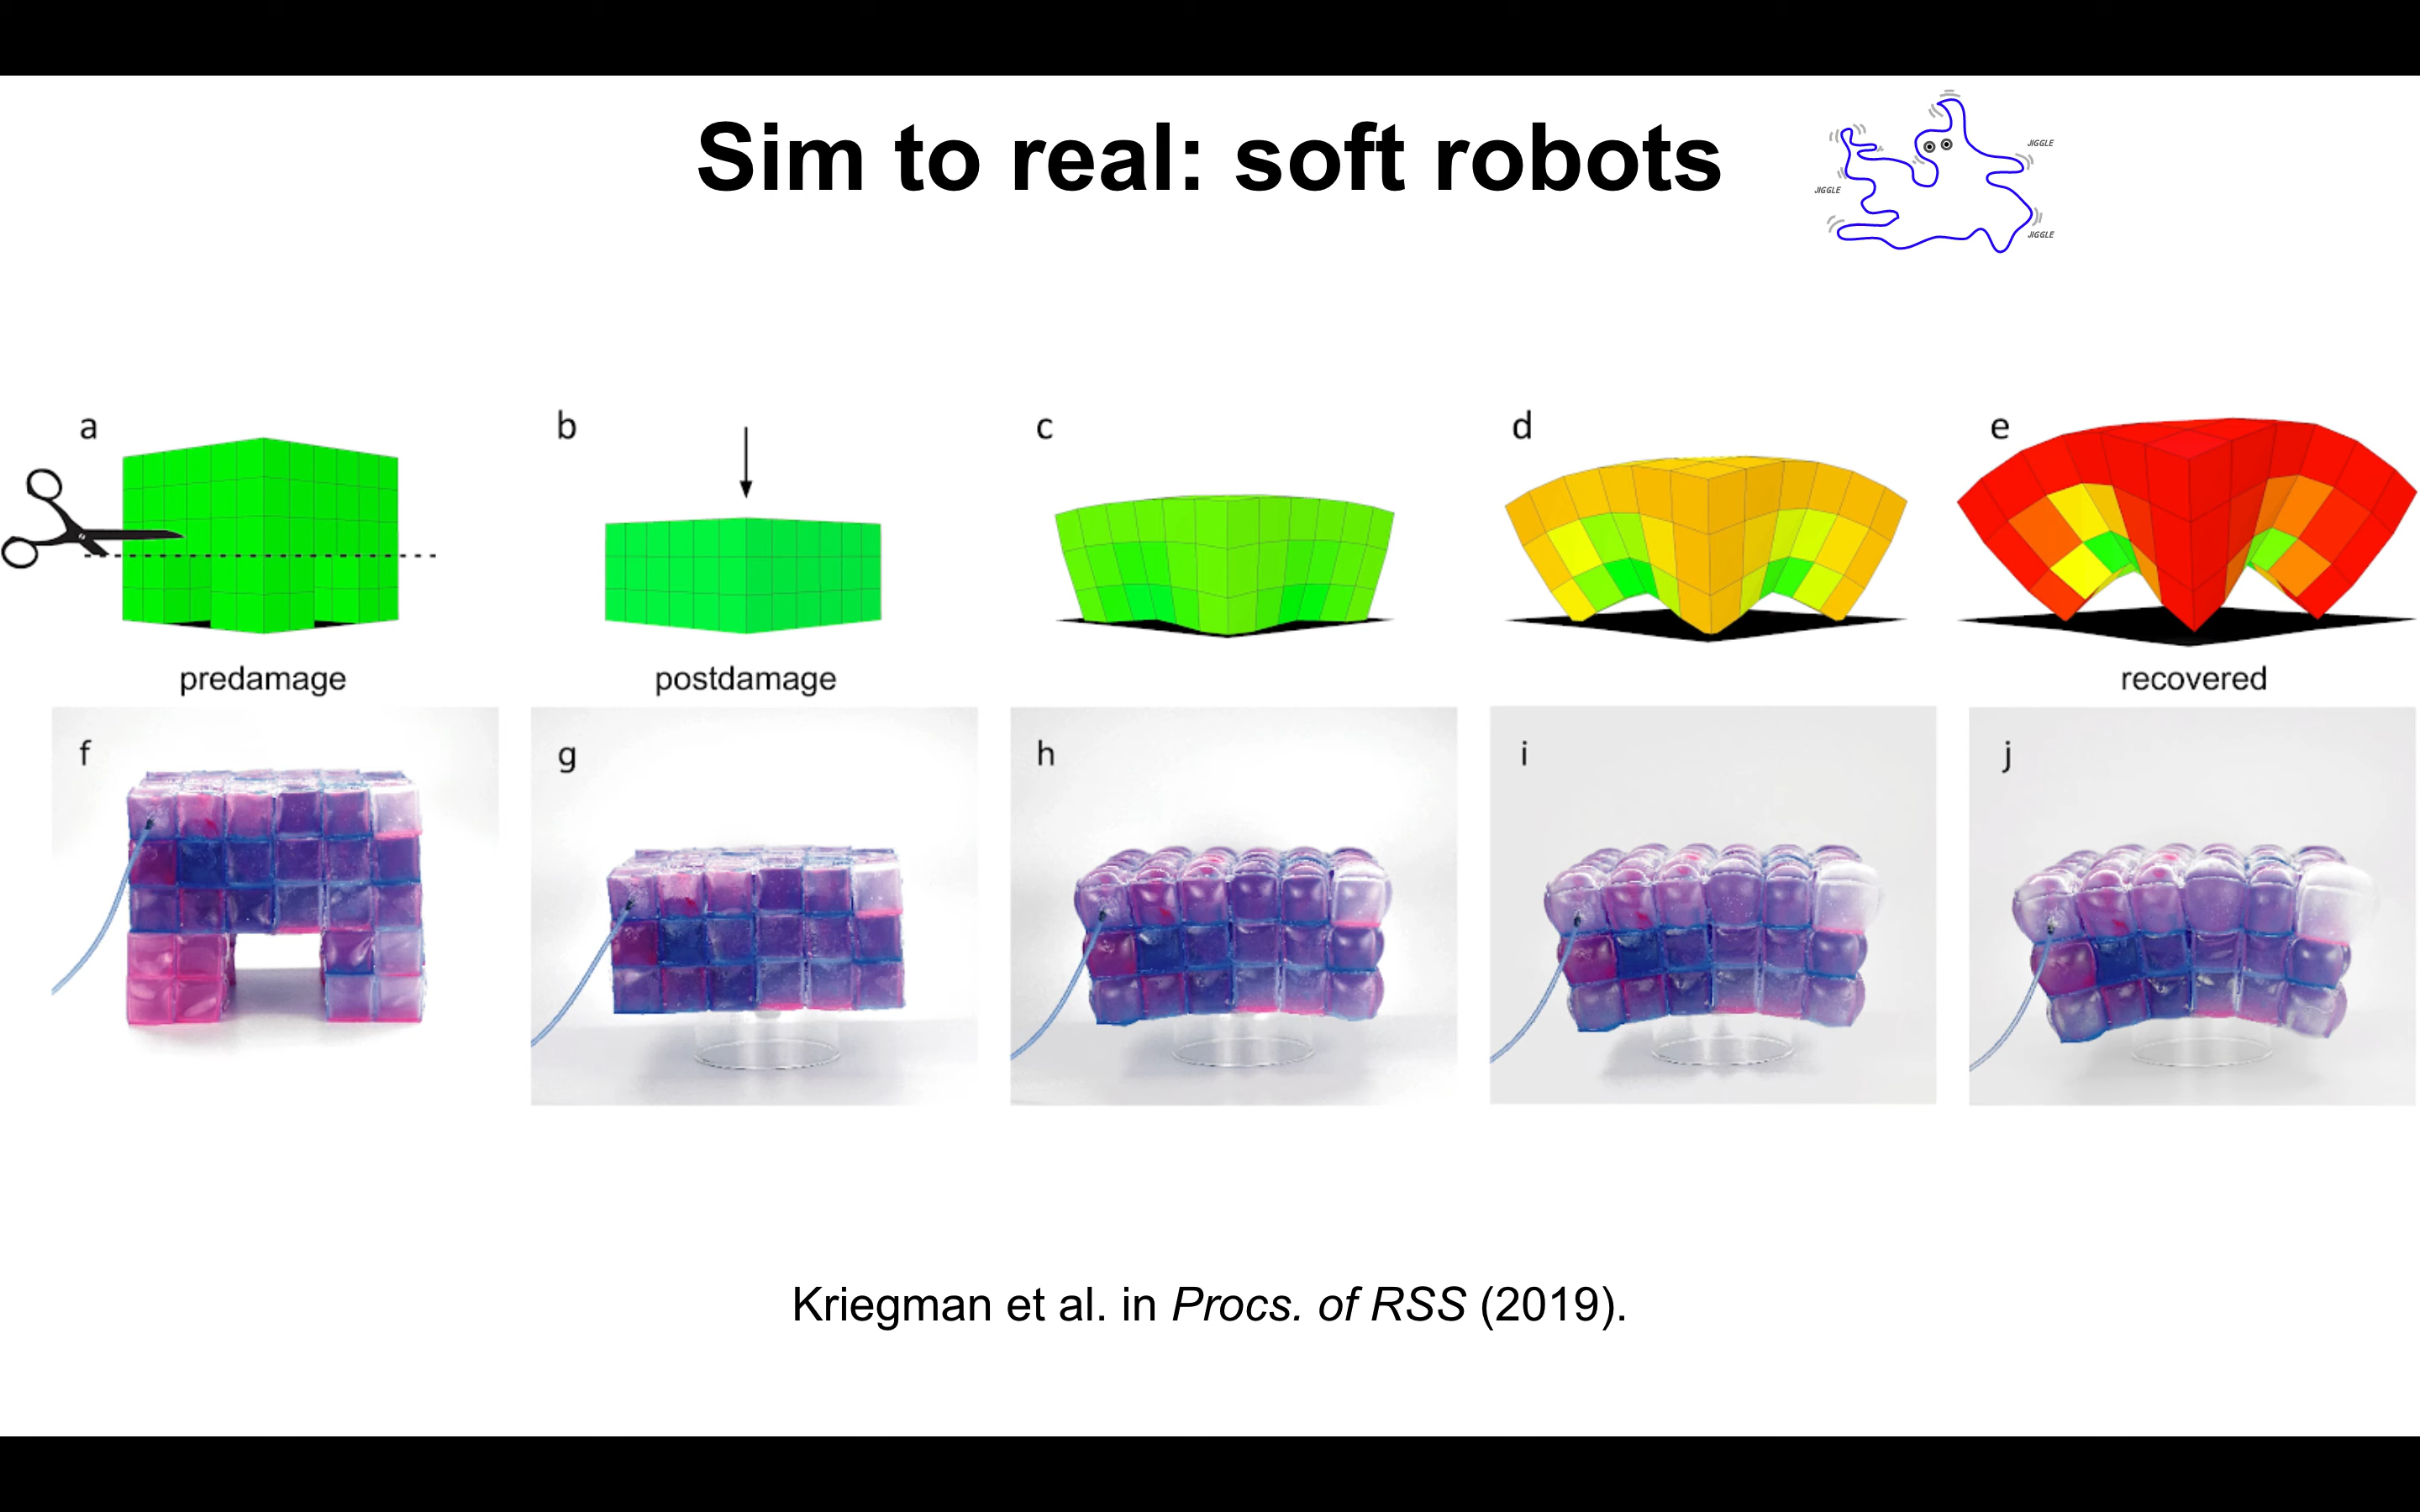 Sim to real: soft robots
JIGGLE
JIGGLE
JIGGLE
a
b
c
d
e
predamage
postdamage
recovered
f
g
h
i
j
Kriegman et al. in Procs. of RSS (2019).